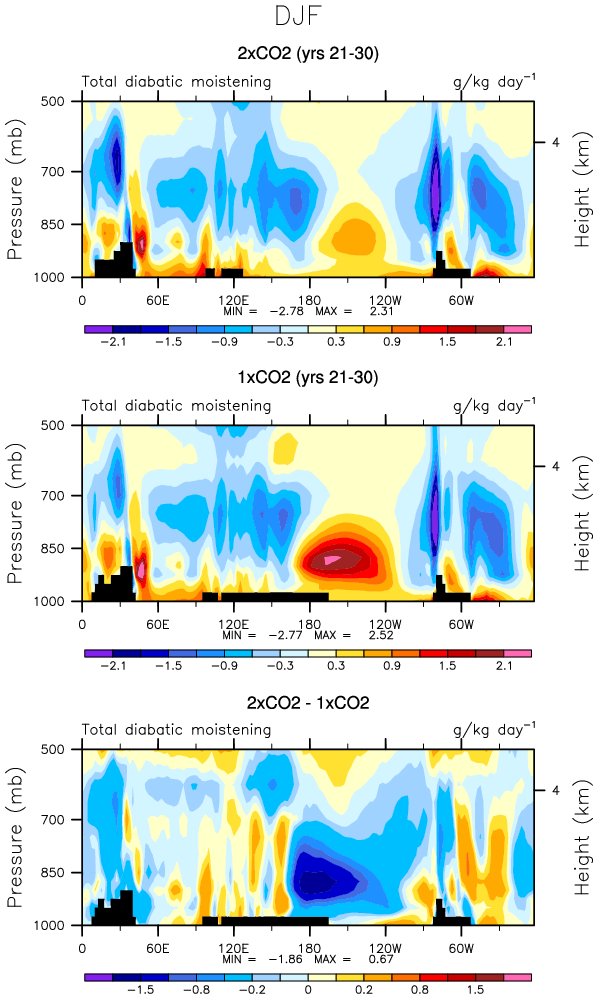 DJF
2xCO2 (yrs 21-30)
Total diabatic moistening g/kg day⁻¹
500
700
850
1000
Pressure (mb)
4
Height (km)
0 60E 120E 180 120W 60W
MIN = −2.78 MAX = 2.31
−2.1 −1.5 −0.9 −0.3 0.3 0.9 1.5 2.1
1xCO2 (yrs 21-30)
Total diabatic moistening g/kg day⁻¹
500
700
850
1000
Pressure (mb)
4
Height (km)
0 60E 120E 180 120W 60W
MIN = −2.77 MAX = 2.52
−2.1 −1.5 −0.9 −0.3 0.3 0.9 1.5 2.1
2xCO2 - 1xCO2
Total diabatic moistening g/kg day⁻¹
500
700
850
1000
Pressure (mb)
4
Height (km)
0 60E 120E 180 120W 60W
MIN = −1.86 MAX = 0.67
−1.5 −0.8 −0.2 0 0.2 0.8 1.5